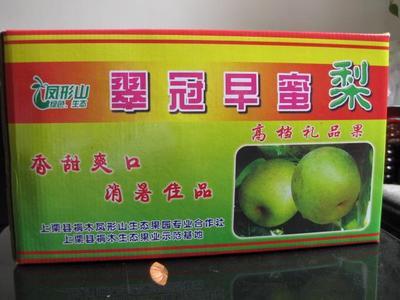 凤形山
绿色生态
翠冠早蜜梨
高档礼品果
香甜爽口
消暑佳品
上栗县桐木凤形山生态果园专业合作社
上栗县桐木生态果业示范基地